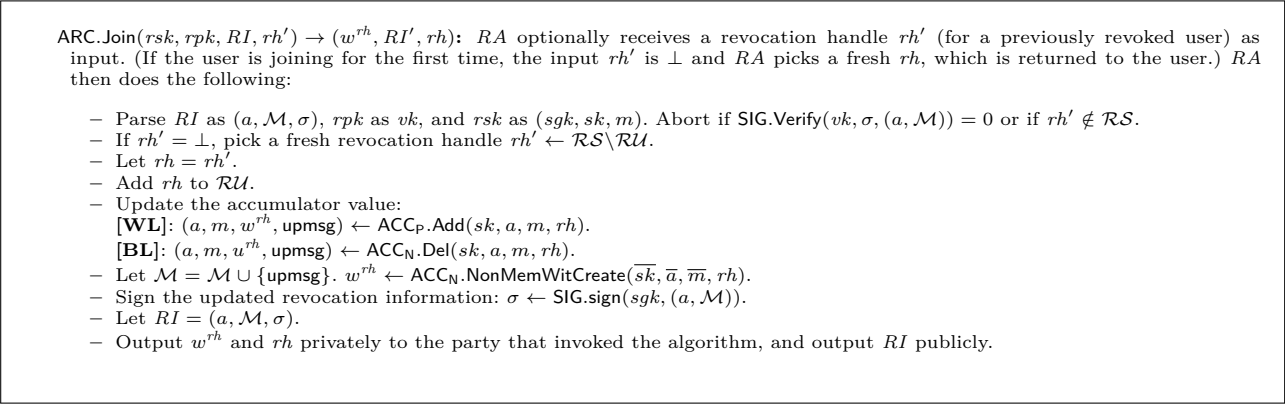 ARC.Join(rsk, rpk, RI, rh′) → (w^rh, RI′, rh): RA optionally receives a revocation handle rh′ (for a previously revoked user) as
input. (If the user is joining for the first time, the input rh′ is ⊥ and RA picks a fresh rh, which is returned to the user.) RA
then does the following:
– Parse RI as (a, ℳ, σ), rpk as vk, and rsk as (sgk, sk, m). Abort if SIG.Verify(vk, σ, (a, ℳ)) = 0 or if rh′ ∉ ℛ𝒮.
– If rh′ = ⊥, pick a fresh revocation handle rh′ ← ℛ𝒮\ℛ𝒰.
– Let rh = rh′.
– Add rh to ℛ𝒰.
– Update the accumulator value:
[WL]: (a, m, w^rh, upmsg) ← ACC_P.Add(sk, a, m, rh).
[BL]: (a, m, u^rh, upmsg) ← ACC_N.Del(sk, a, m, rh).
– Let ℳ = ℳ ∪ {upmsg}. w^rh ← ACC_N.NonMemWitCreate(s̅k̅, a̅, m̅, rh).
– Sign the updated revocation information: σ ← SIG.sign(sgk, (a, ℳ)).
– Let RI = (a, ℳ, σ).
– Output w^rh and rh privately to the party that invoked the algorithm, and output RI publicly.